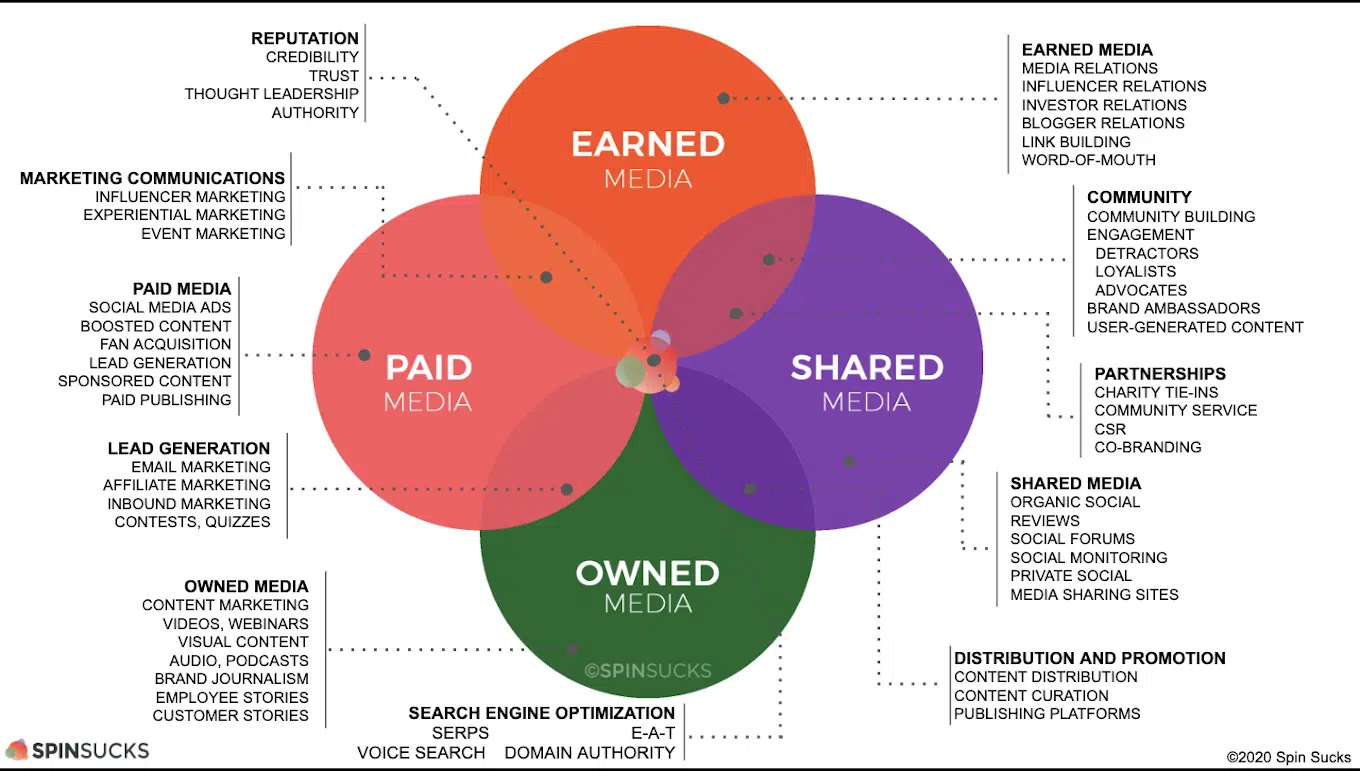 REPUTATION
CREDIBILITY
TRUST
THOUGHT LEADERSHIP
AUTHORITY
MARKETING COMMUNICATIONS
INFLUENCER MARKETING
EXPERIENTIAL MARKETING
EVENT MARKETING
PAID MEDIA
SOCIAL MEDIA ADS
BOOSTED CONTENT
FAN ACQUISITION
LEAD GENERATION
SPONSORED CONTENT
PAID PUBLISHING
LEAD GENERATION
EMAIL MARKETING
AFFILIATE MARKETING
INBOUND MARKETING
CONTESTS, QUIZZES
OWNED MEDIA
CONTENT MARKETING
VIDEOS, WEBINARS
VISUAL CONTENT
AUDIO, PODCASTS
BRAND JOURNALISM
EMPLOYEE STORIES
CUSTOMER STORIES
EARNED
MEDIA
PAID
MEDIA
SHARED
MEDIA
OWNED
MEDIA
©SPINSUCKS
SEARCH ENGINE OPTIMIZATION
SERPS E-A-T
VOICE SEARCH DOMAIN AUTHORITY
EARNED MEDIA
MEDIA RELATIONS
INFLUENCER RELATIONS
INVESTOR RELATIONS
BLOGGER RELATIONS
LINK BUILDING
WORD-OF-MOUTH
COMMUNITY
COMMUNITY BUILDING
ENGAGEMENT
DETRACTORS
LOYALISTS
ADVOCATES
BRAND AMBASSADORS
USER-GENERATED CONTENT
PARTNERSHIPS
CHARITY TIE-INS
COMMUNITY SERVICE
CSR
CO-BRANDING
SHARED MEDIA
ORGANIC SOCIAL
REVIEWS
SOCIAL FORUMS
SOCIAL MONITORING
PRIVATE SOCIAL
MEDIA SHARING SITES
DISTRIBUTION AND PROMOTION
CONTENT DISTRIBUTION
CONTENT CURATION
PUBLISHING PLATFORMS
SPINSUCKS
©2020 Spin Sucks